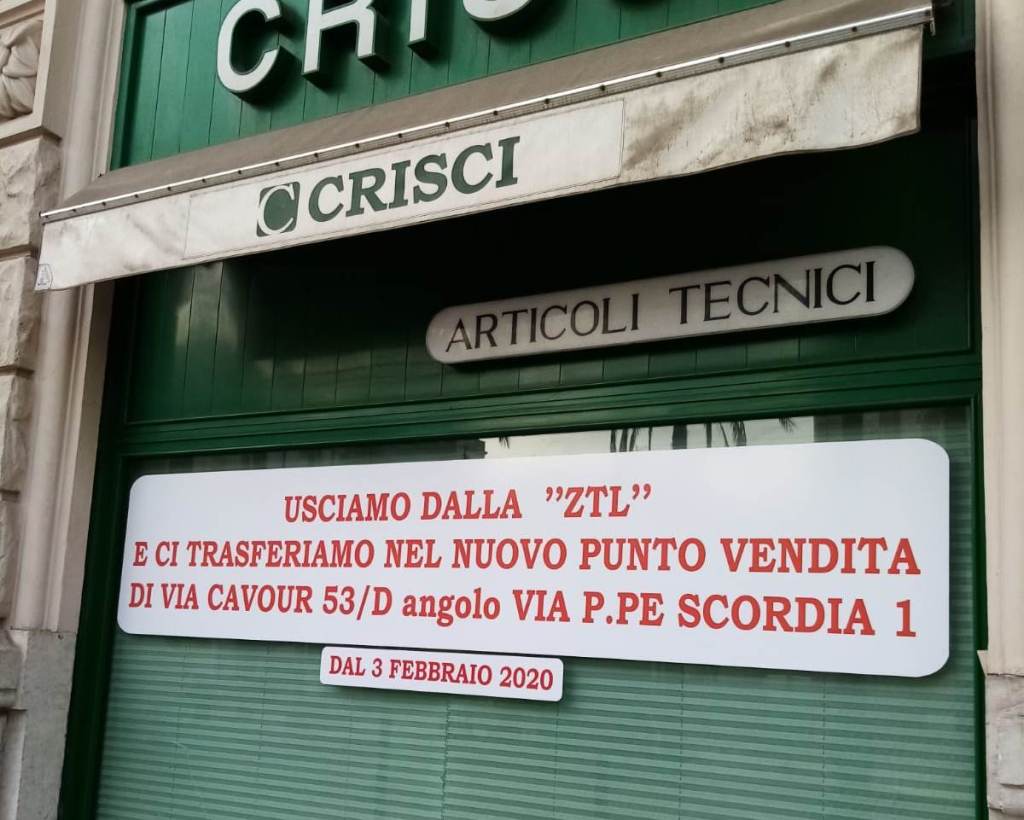 CRISC
C CRISCI
ARTICOLI TECNICI
USCIAMO DALLA "ZTL"
E CI TRASFERIAMO NEL NUOVO PUNTO VENDITA
DI VIA CAVOUR 53/D angolo VIA P.PE SCORDIA 1
DAL 3 FEBBRAIO 2020